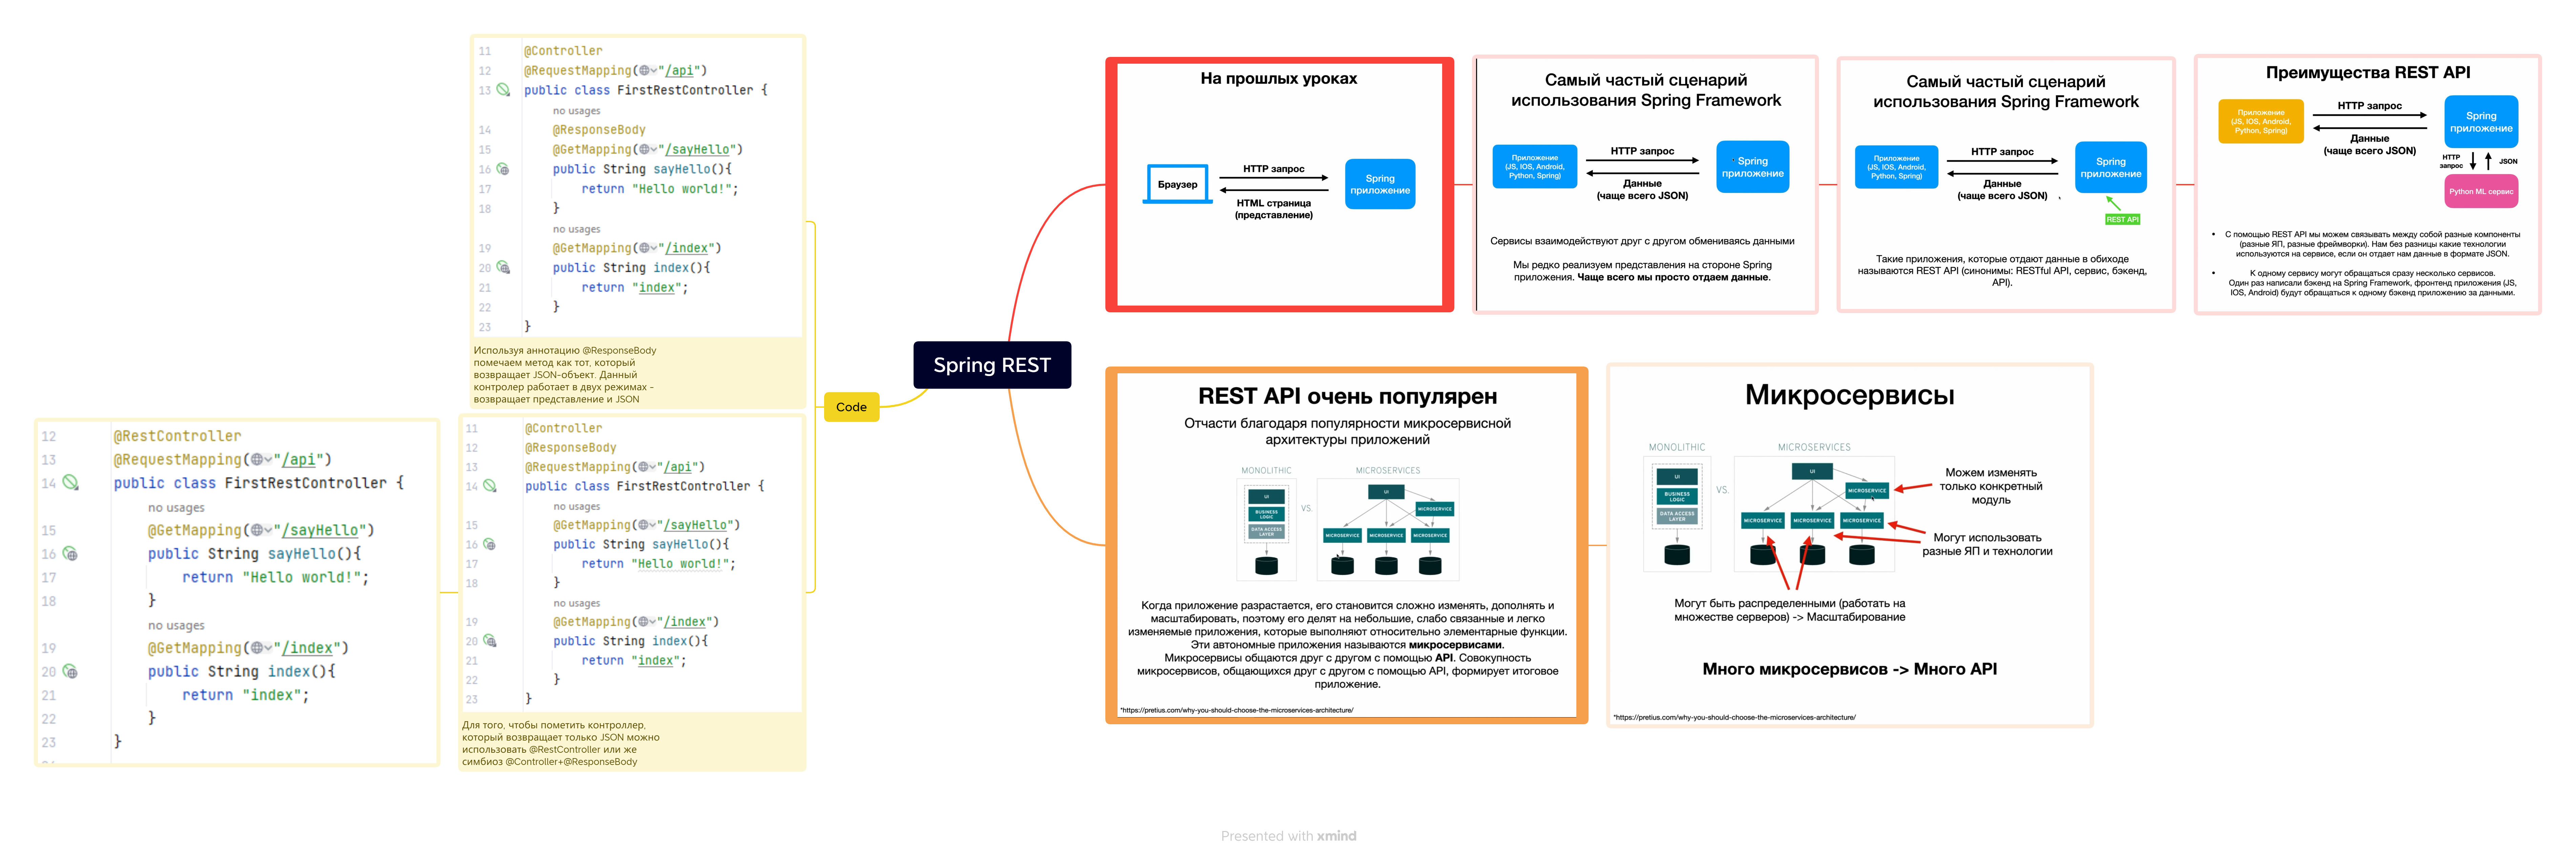 Spring REST
Code
11 @Controller
12 @RequestMapping("/api")
13 public class FirstRestController {
no usages
14 @ResponseBody
15 @GetMapping("/sayHello")
16 public String sayHello(){
17 return "Hello world!";
18 }
no usages
19 @GetMapping("/index")
20 public String index(){
21 return "index";
22 }
23 }
Используя аннотацию @ResponseBody
помечаем метод как тот, который
возвращает JSON-объект. Данный
контролер работает в двух режимах -
возвращает представление и JSON
11 @Controller
12 @ResponseBody
13 @RequestMapping("/api")
14 public class FirstRestController {
no usages
15 @GetMapping("/sayHello")
16 public String sayHello(){
17 return "Hello world!";
18 }
no usages
19 @GetMapping("/index")
20 public String index(){
21 return "index";
22 }
23 }
Для того, чтобы пометить контроллер,
который возвращает только JSON можно
использовать @RestController или же
симбиоз @Controller+@ResponseBody
12 @RestController
13 @RequestMapping("/api")
14 public class FirstRestController {
no usages
15 @GetMapping("/sayHello")
16 public String sayHello(){
17 return "Hello world!";
18 }
no usages
19 @GetMapping("/index")
20 public String index(){
21 return "index";
22 }
23 }
На прошлых уроках
Браузер
HTTP запрос
HTML страница
(представление)
Spring
приложение
Самый частый сценарий
использования Spring Framework
Приложение
(JS, IOS, Android,
Python, Spring)
HTTP запрос
Данные
(чаще всего JSON)
Spring
приложение
Сервисы взаимодействуют друг с другом обмениваясь данными
Мы редко реализуем представления на стороне Spring
приложения. Чаще всего мы просто отдаем данные.
Самый частый сценарий
использования Spring Framework
Приложение
(JS, IOS, Android,
Python, Spring)
HTTP запрос
Данные
(чаще всего JSON)
Spring
приложение
REST API
Такие приложения, которые отдают данные в обиходе
называются REST API (синонимы: RESTful API, сервис, бэкенд,
API).
Преимущества REST API
Приложение
(JS, IOS, Android,
Python, Spring)
HTTP запрос
Данные
(чаще всего JSON)
Spring
приложение
HTTP
запрос
JSON
Python ML сервис
• С помощью REST API мы можем связывать между собой разные компоненты
(разные ЯП, разные фреймворки). Нам без разницы какие технологии
используются на сервисе, если он отдает нам данные в формате JSON.
• К одному сервису могут обращаться сразу несколько сервисов.
Один раз написали бэкенд на Spring Framework, фронтенд приложения (JS,
IOS, Android) будут обращаться к одному бэкенд приложению за данными.
REST API очень популярен
Отчасти благодаря популярности микросервисной
архитектуры приложений
MONOLITHIC
UI
BUSINESS
LOGIC
DATA ACCESS
LAYER
VS.
MICROSERVICES
UI
MICROSERVICE
MICROSERVICE
MICROSERVICE
MICROSERVICE
Когда приложение разрастается, его становится сложно изменять, дополнять и
масштабировать, поэтому его делят на небольшие, слабо связанные и легко
изменяемые приложения, которые выполняют относительно элементарные функции.
Эти автономные приложения называются микросервисами.
Микросервисы общаются друг с другом с помощью API. Совокупность
микросервисов, общающихся друг с другом с помощью API, формирует итоговое
приложение.
*https://pretius.com/why-you-should-choose-the-microservices-architecture/
Микросервисы
MONOLITHIC
UI
BUSINESS
LOGIC
DATA ACCESS
LAYER
VS.
MICROSERVICES
UI
MICROSERVICE
MICROSERVICE
MICROSERVICE
MICROSERVICE
Можем изменять
только конкретный
модуль
Могут использовать
разные ЯП и технологии
Могут быть распределенными (работать на
множестве серверов) -> Масштабирование
Много микросервисов -> Много API
*https://pretius.com/why-you-should-choose-the-microservices-architecture/
Presented with xmind